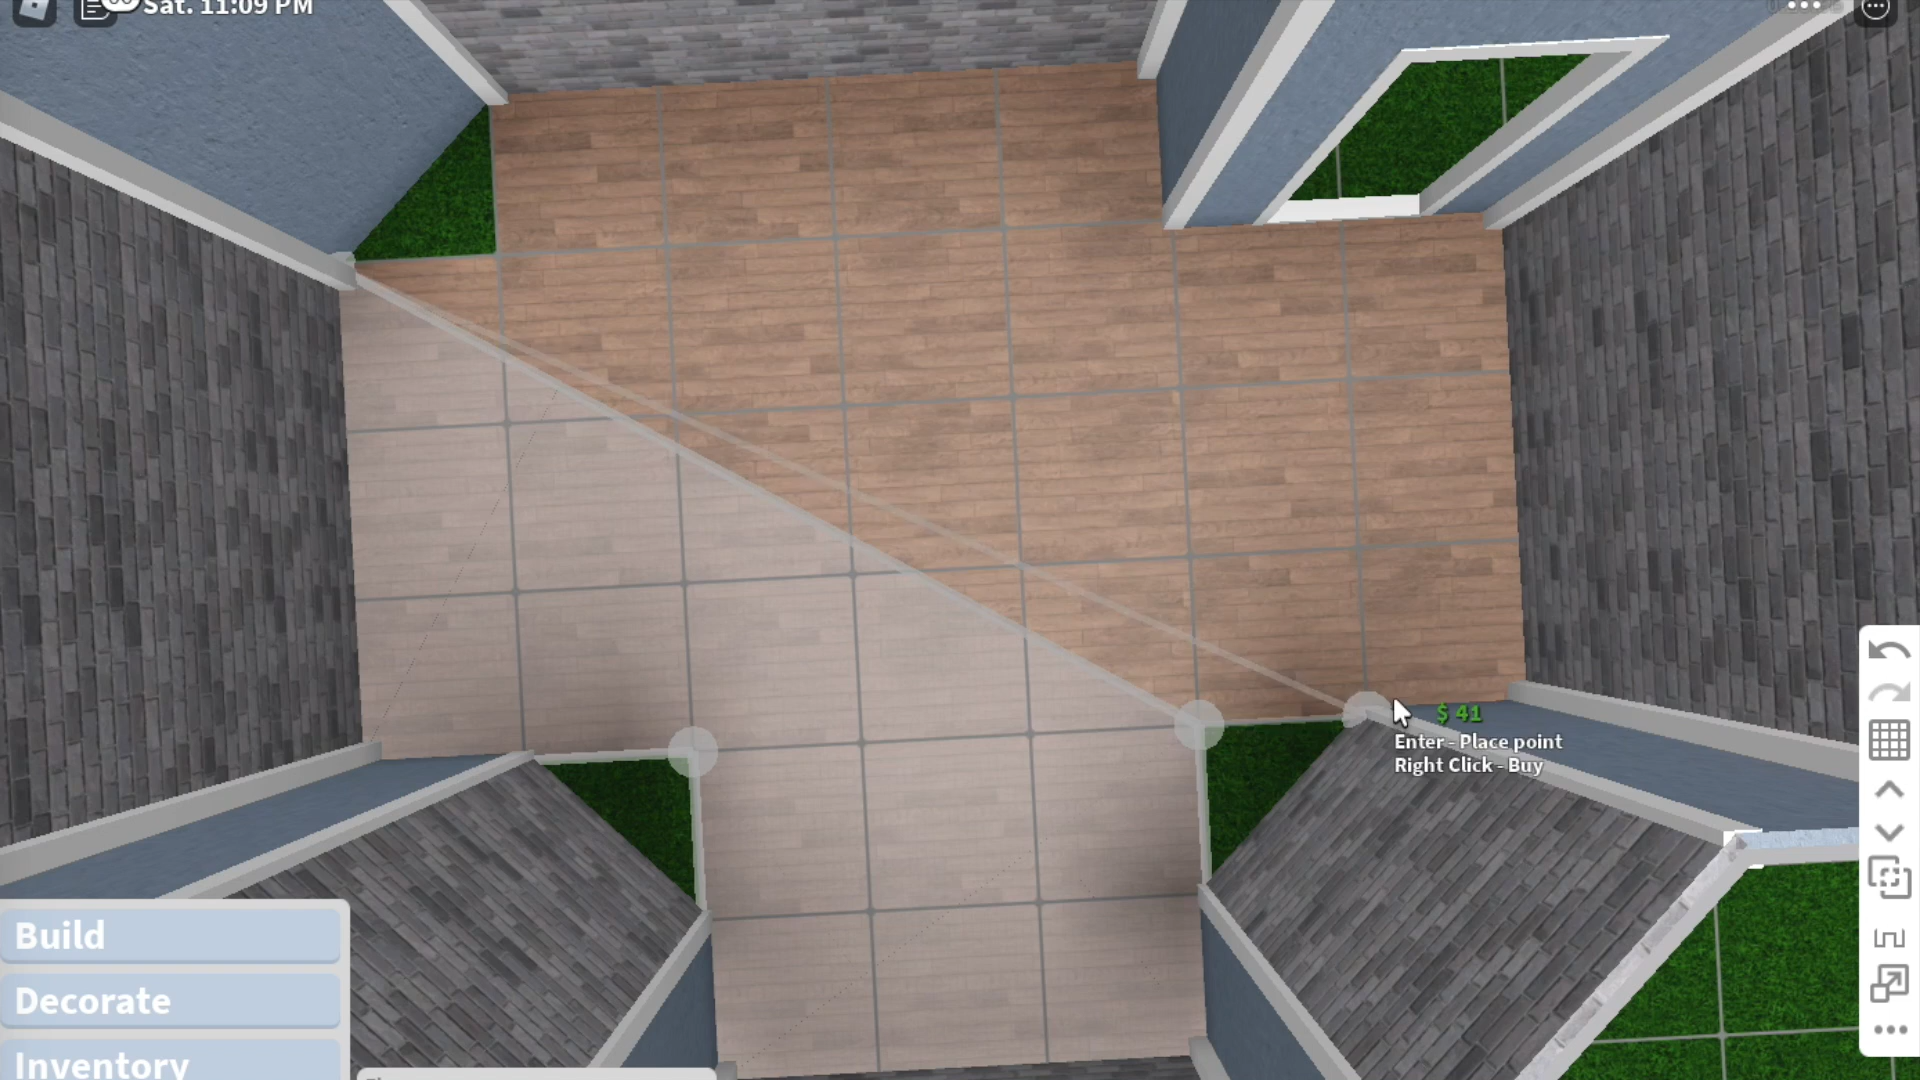 Sat. 11:09 PM
$ 41
Enter - Place point
Right Click - Buy
Build
Decorate
Inventory